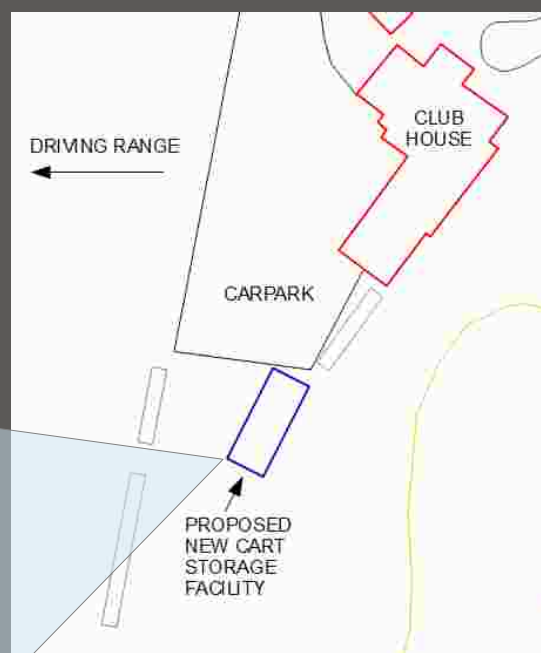 CLUB
HOUSE
DRIVING RANGE
CARPARK
PROPOSED
NEW CART
STORAGE
FACILITY